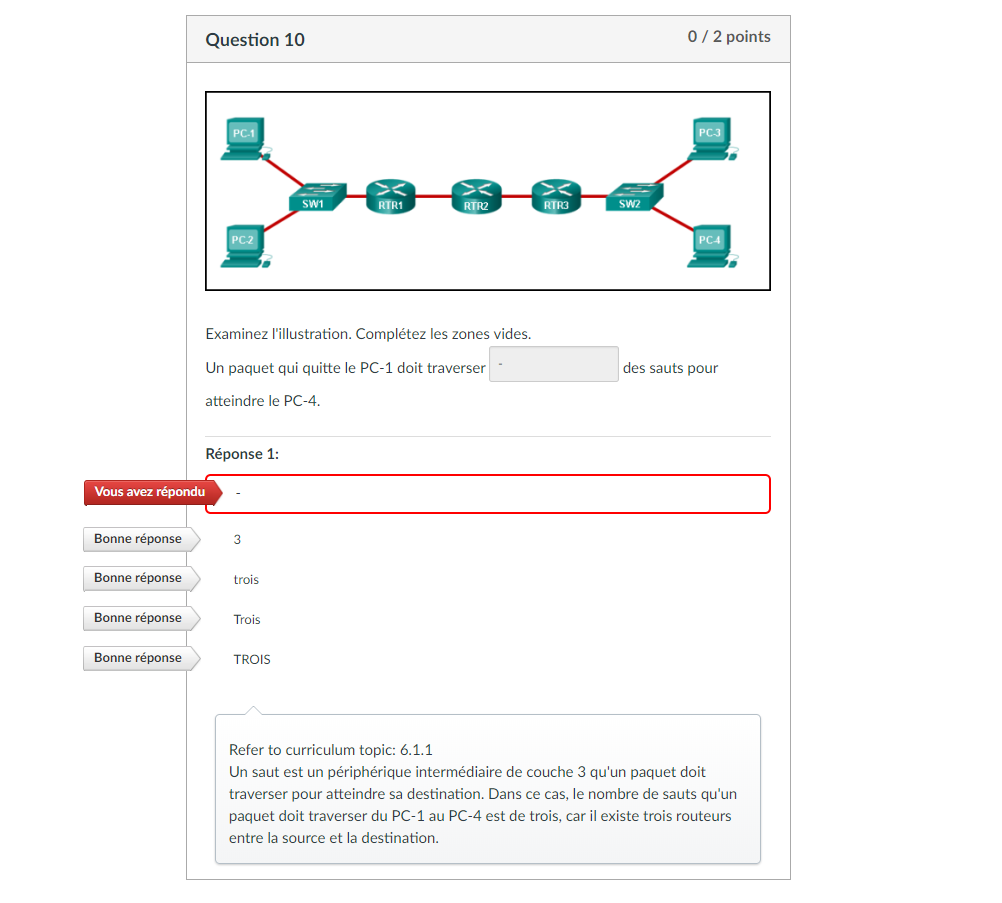 Question 10
0 / 2 points
PC-1
PC-3
SW1
RTR1
RTR2
RTR3
SW2
PC-2
PC-4
Examinez l'illustration. Complétez les zones vides.
Un paquet qui quitte le PC-1 doit traverser - des sauts pour
atteindre le PC-4.
Réponse 1:
Vous avez répondu -
Bonne réponse 3
Bonne réponse trois
Bonne réponse Trois
Bonne réponse TROIS
Refer to curriculum topic: 6.1.1
Un saut est un périphérique intermédiaire de couche 3 qu'un paquet doit
traverser pour atteindre sa destination. Dans ce cas, le nombre de sauts qu'un
paquet doit traverser du PC-1 au PC-4 est de trois, car il existe trois routeurs
entre la source et la destination.